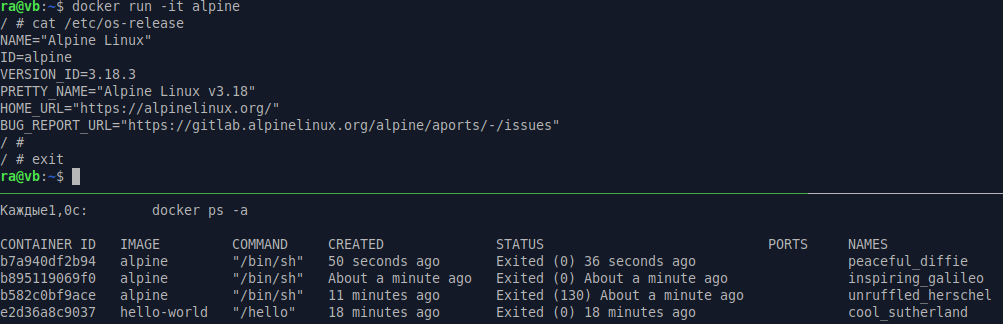 ra@vb:~$ docker run -it alpine
/ # cat /etc/os-release
NAME="Alpine Linux"
ID=alpine
VERSION_ID=3.18.3
PRETTY_NAME="Alpine Linux v3.18"
HOME_URL="https://alpinelinux.org/"
BUG_REPORT_URL="https://gitlab.alpinelinux.org/alpine/aports/-/issues"
/ #
/ # exit
ra@vb:~$
Каждые1,0с: docker ps -a
CONTAINER ID IMAGE COMMAND CREATED STATUS PORTS NAMES
b7a940df2b94 alpine "/bin/sh" 50 seconds ago Exited (0) 36 seconds ago peaceful_diffie
b895119069f0 alpine "/bin/sh" About a minute ago Exited (0) About a minute ago inspiring_galileo
b582c0bf9ace alpine "/bin/sh" 11 minutes ago Exited (130) About a minute ago unruffled_herschel
e2d36a8c9037 hello-world "/hello" 18 minutes ago Exited (0) 18 minutes ago cool_sutherland